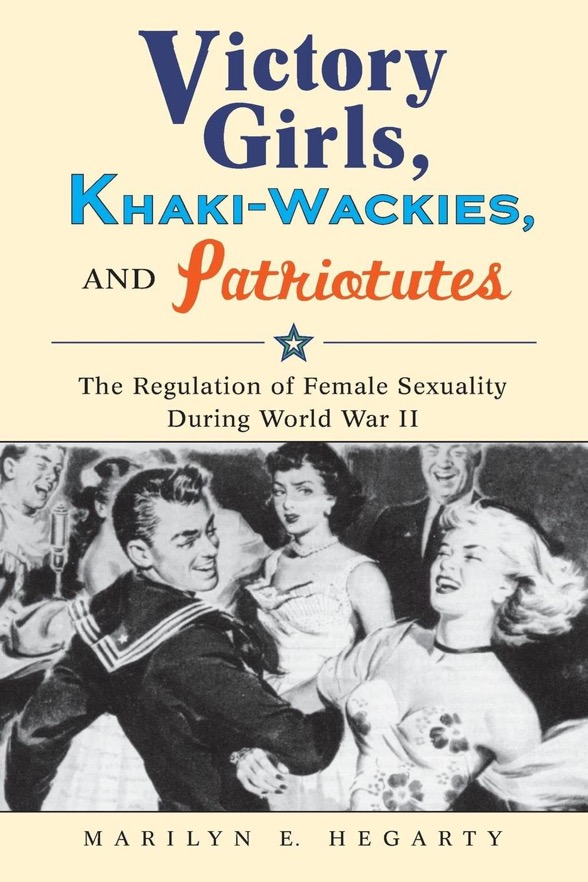 Victory
Girls,
KHAKI-WACKIES,
AND Patriotutes
The Regulation of Female Sexuality
During World War II
MARILYN E. HEGARTY